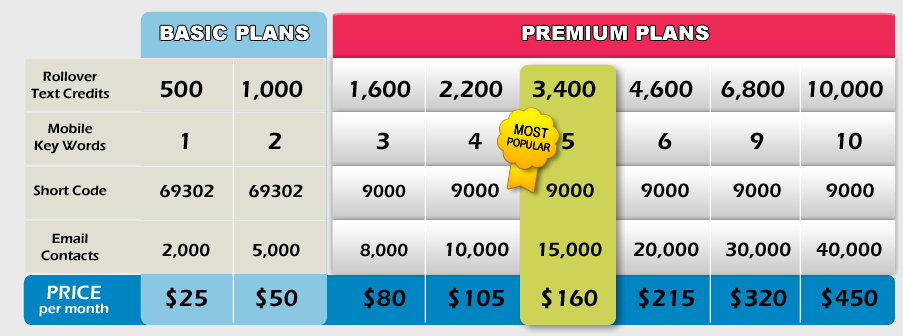 BASIC PLANS PREMIUM PLANS
Rollover
Text Credits 500 1,000 1,600 2,200 3,400 4,600 6,800 10,000
Mobile
Key Words 1 2 3 4 5 6 9 10
MOST
POPULAR
Short Code 69302 69302 9000 9000 9000 9000 9000 9000
Email
Contacts 2,000 5,000 8,000 10,000 15,000 20,000 30,000 40,000
PRICE
per month $25 $50 $80 $105 $160 $215 $320 $450